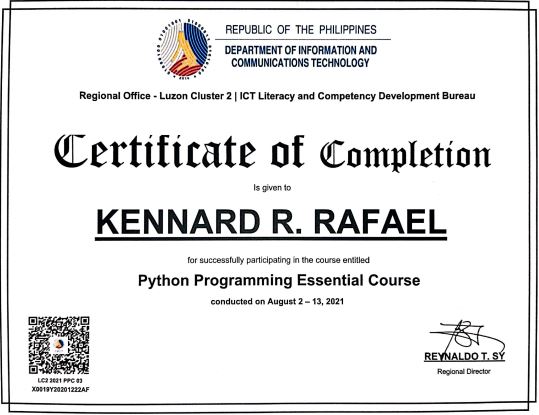 REPUBLIC OF THE PHILIPPINES
DEPARTMENT OF INFORMATION AND
COMMUNICATIONS TECHNOLOGY
Regional Office - Luzon Cluster 2 | ICT Literacy and Competency Development Bureau
Certificate of Completion
Is given to
KENNARD R. RAFAEL
for successfully participating in the course entitled
Python Programming Essential Course
conducted on August 2 – 13, 2021
REYNALDO T. SY
Regional Director
LC2 2021 PPC 03
X0019Y20201222AF